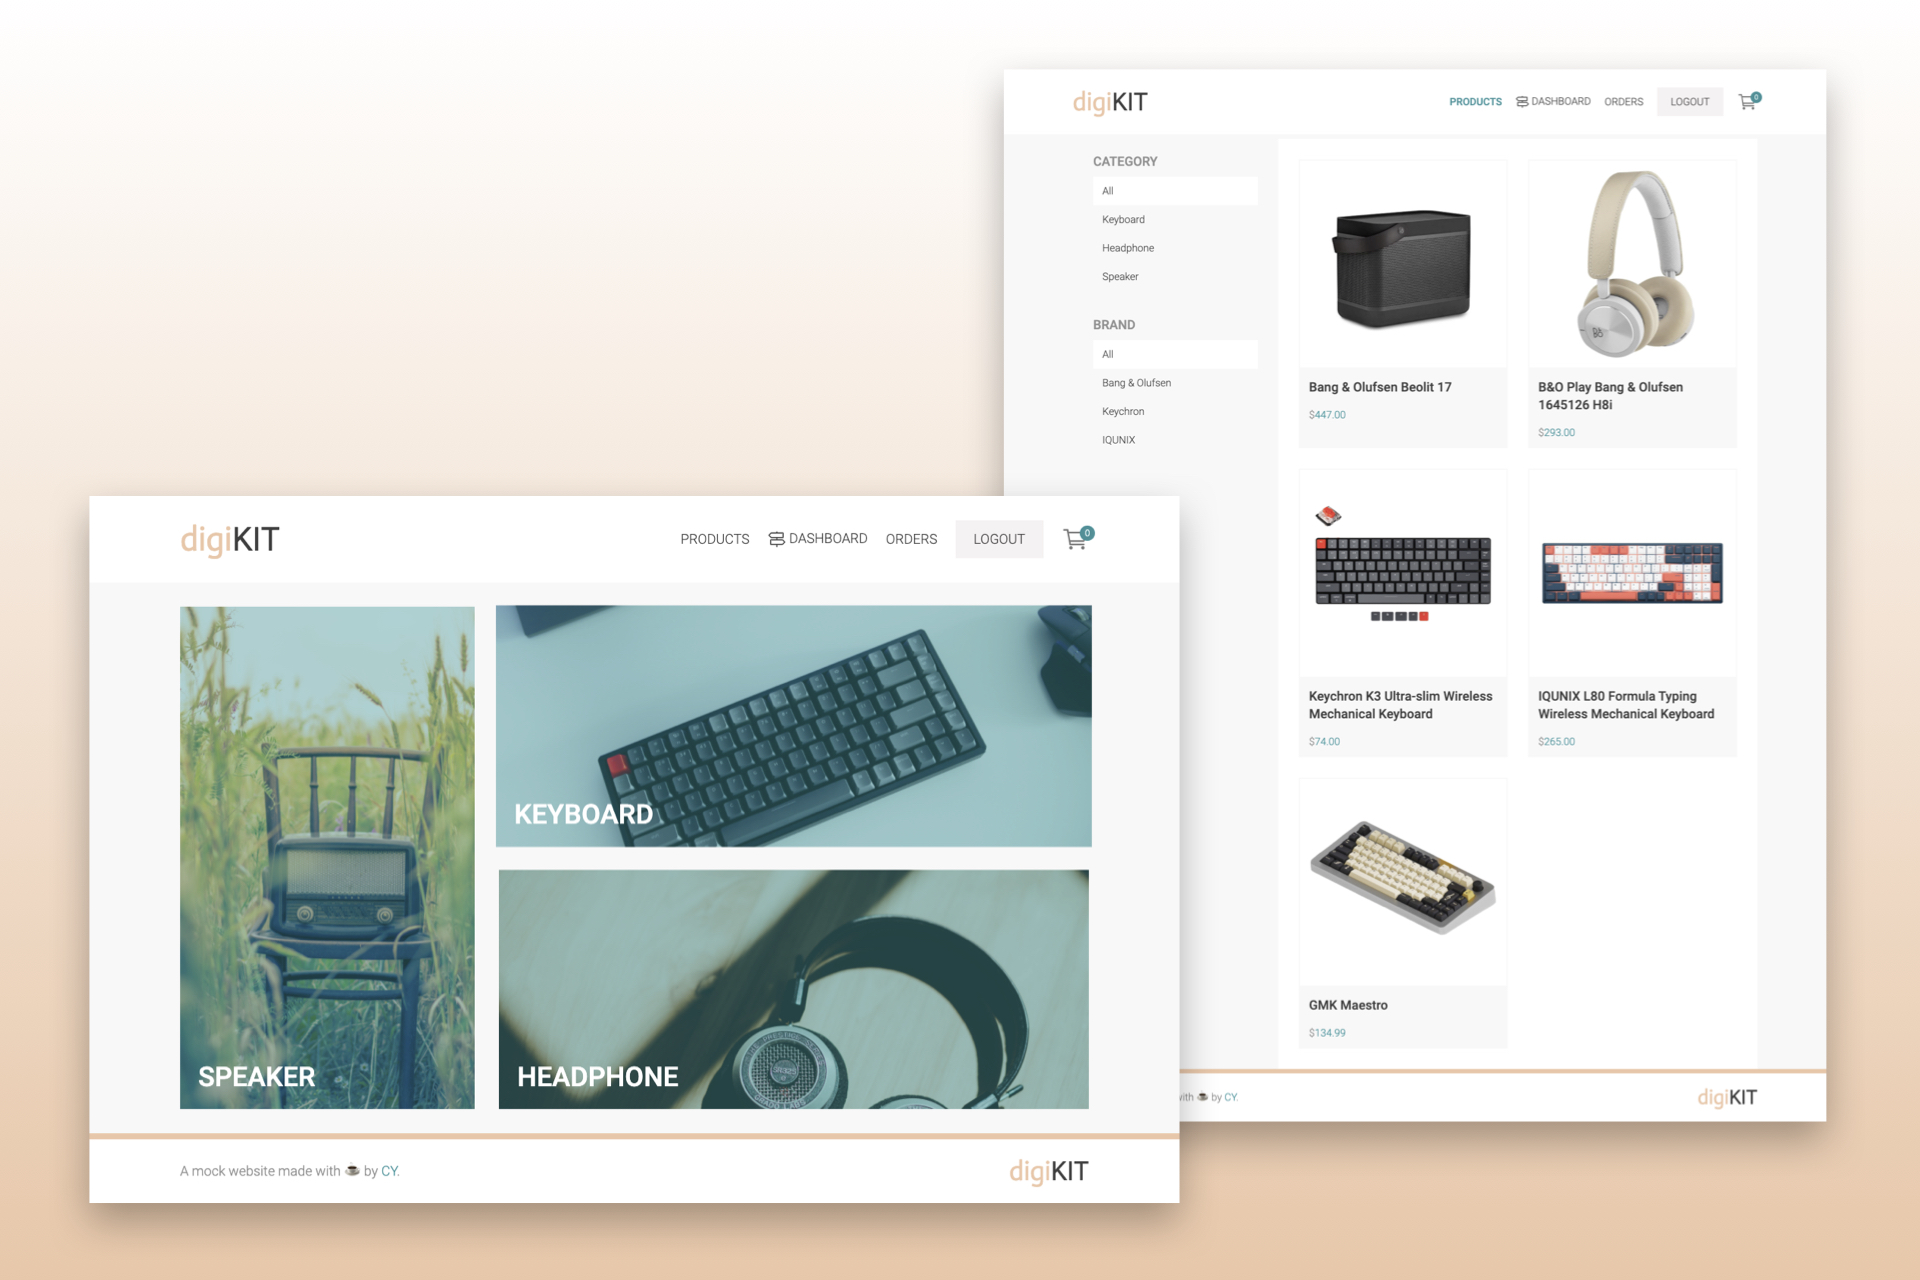 digiKIT
PRODUCTS DASHBOARD ORDERS LOGOUT 0
CATEGORY
All
Keyboard
Headphone
Speaker
BRAND
All
Bang & Olufsen
Keychron
IQUNIX
Bang & Olufsen Beolit 17
$447.00
B&O Play Bang & Olufsen
1645126 H8i
$293.00
Keychron K3 Ultra-slim Wireless
Mechanical Keyboard
$74.00
IQUNIX L80 Formula Typing
Wireless Mechanical Keyboard
$265.00
GMK Maestro
$134.99
with ☕ by CY.
digiKIT
digiKIT
PRODUCTS DASHBOARD ORDERS LOGOUT 0
SPEAKER
KEYBOARD
HEADPHONE
A mock website made with ☕ by CY.
digiKIT